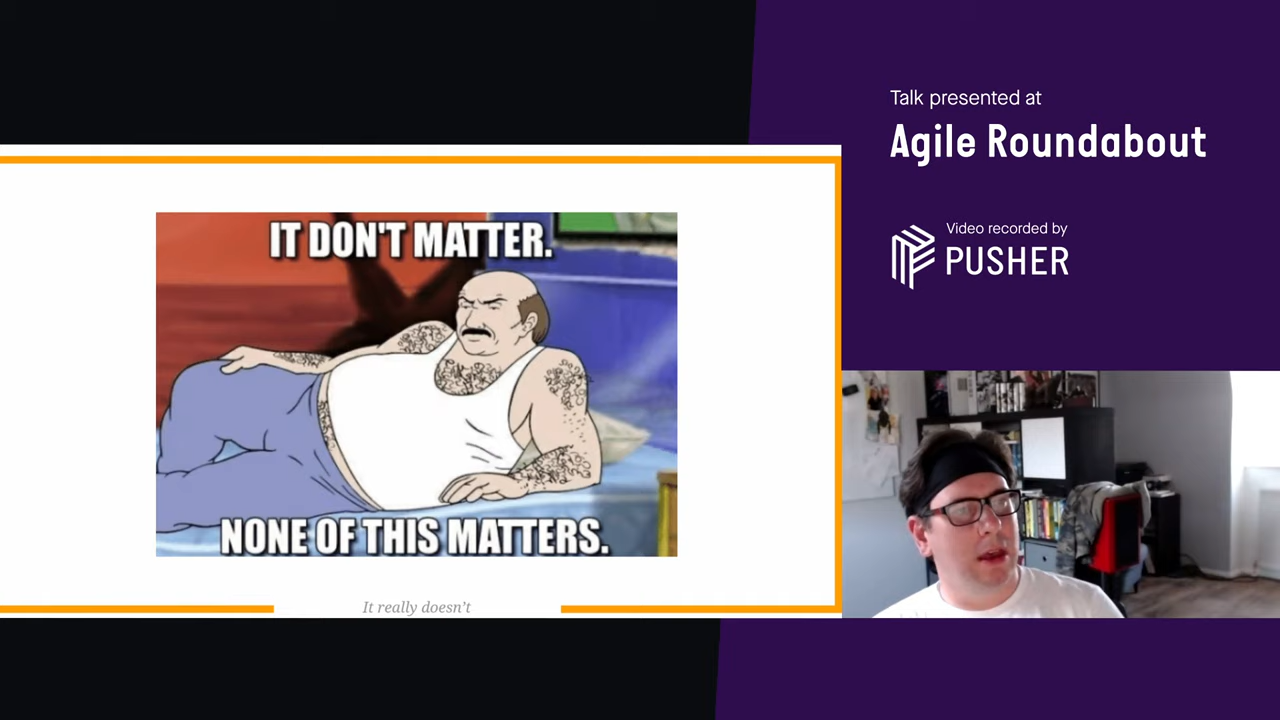 IT DON'T MATTER.
NONE OF THIS MATTERS.
It really doesn't
Talk presented at
Agile Roundabout
Video recorded by
PUSHER